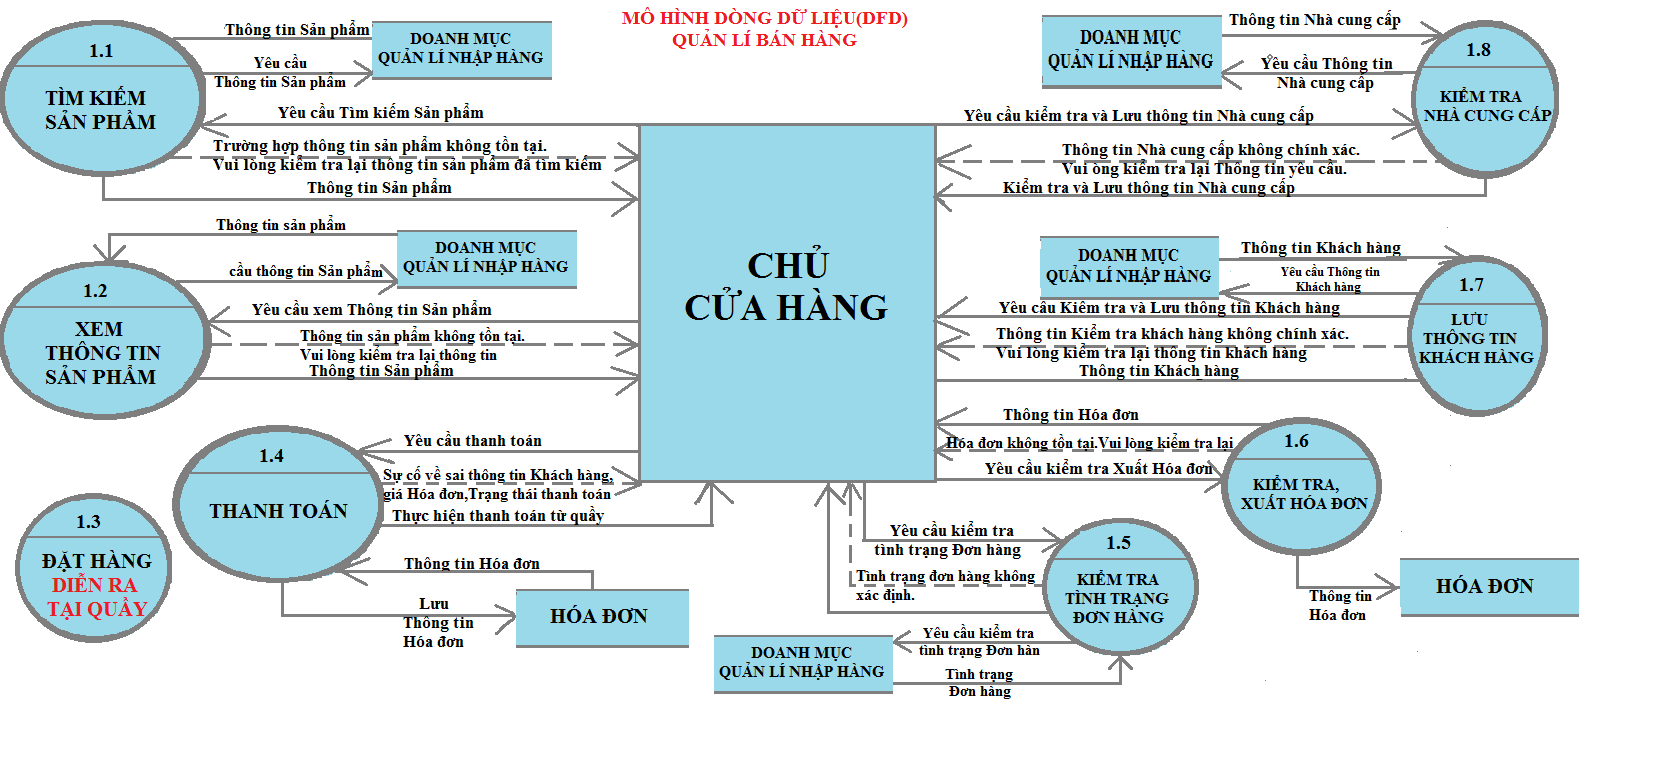 MÔ HÌNH DÒNG DỮ LIỆU(DFD)
QUẢN LÍ BÁN HÀNG
1.1
TÌM KIẾM
SẢN PHẨM
Thông tin Sản phẩm
Yêu cầu
Thông tin Sản phẩm
DOANH MỤC
QUẢN LÍ NHẬP HÀNG
Yêu cầu Tìm kiếm Sản phẩm
Trường hợp thông tin sản phẩm không tồn tại.
Vui lòng kiểm tra lại thông tin sản phẩm đã tìm kiếm
Thông tin Sản phẩm
1.2
XEM
THÔNG TIN
SẢN PHẨM
Thông tin sản phẩm
cầu thông tin Sản phẩm
DOANH MỤC
QUẢN LÍ NHẬP HÀNG
Yêu cầu xem Thông tin Sản phẩm
Thông tin sản phẩm không tồn tại.
Vui lòng kiểm tra lại thông tin
Thông tin Sản phẩm
CHỦ
CỬA HÀNG
1.3
ĐẶT HÀNG
DIỄN RA
TẠI QUẦY
1.4
THANH TOÁN
Yêu cầu thanh toán
Sự cố về sai thông tin Khách hàng,
giá Hóa đơn,Trạng thái thanh toán
Thực hiện thanh toán từ quầy
Thông tin Hóa đơn
Lưu
Thông tin
Hóa đơn
HÓA ĐƠN
1.5
KIỂM TRA
TÌNH TRẠNG
ĐƠN HÀNG
Yêu cầu kiểm tra
tình trạng Đơn hàng
Tình trạng đơn hàng không
xác định.
Yêu cầu kiểm tra
tình trạng Đơn hàn
Tình trạng
Đơn hàng
DOANH MỤC
QUẢN LÍ NHẬP HÀNG
1.6
KIỂM TRA,
XUẤT HÓA ĐƠN
Thông tin Hóa đơn
Hóa đơn không tồn tại.Vui lòng kiểm tra lại
Yêu cầu kiểm tra Xuất Hóa đơn
Thông tin
Hóa đơn
HÓA ĐƠN
1.7
LƯU
THÔNG TIN
KHÁCH HÀNG
DOANH MỤC
QUẢN LÍ NHẬP HÀNG
Thông tin Khách hàng
Yêu cầu Thông tin
Khách hàng
Yêu cầu Kiêm tra và Lưu thông tin Khách hàng
Thông tin Kiểm tra khách hàng không chính xác.
Vuí lòng kiểm tra lại thông tin khách hàng
Thông tin Khách hàng
1.8
KIỂM TRA
NHÀ CUNG CẤP
DOANH MỤC
QUẢN LÍ NHẬP HÀNG
Thông tin Nhà cung cấp
Yêu cầu Thông tin
Nhà cung cấp
Yêu cầu kiểm tra và Lưu thông tin Nhà cung cấp
Thông tin Nhà cung cấp không chính xác.
Vui òng kiểm tra lại Thông tin yêu cầu.
Kiểm tra và Lưu thông tin Nhà cung cấp